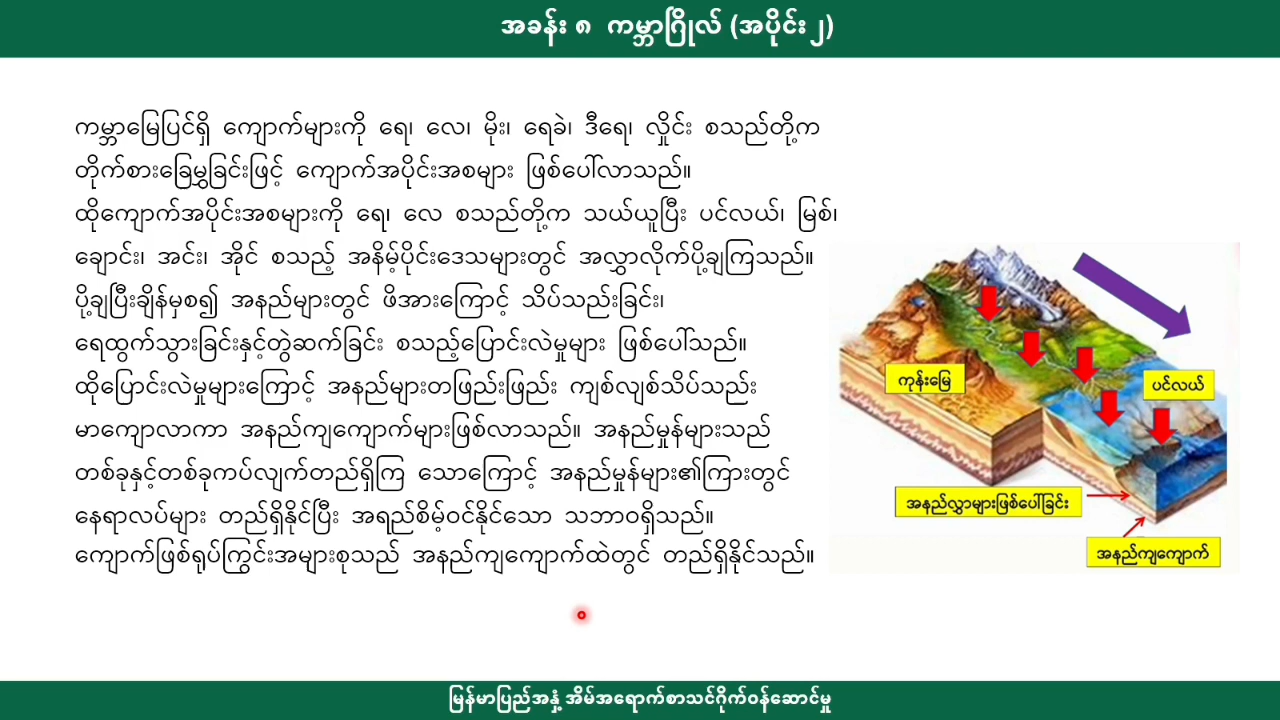 အခန်း ၈ ကမ္ဘာဂြိုလ် (အပိုင်း ၂)
ကမ္ဘာမြေပြင်ရှိ ကျောက်များကို ရေ၊ လေ၊ မိုး၊ ရေခဲ၊ ဒီရေ၊ လှိုင်း စသည်တို့က
တိုက်စားခြေမွှခြင်းဖြင့် ကျောက်အပိုင်းအစများ ဖြစ်ပေါ်လာသည်။
ထိုကျောက်အပိုင်းအစများကို ရေ၊ လေ စသည်တို့က သယ်ယူပြီး ပင်လယ်၊ မြစ်၊
ချောင်း၊ အင်း၊ အိုင် စသည့် အနိမ့်ပိုင်းဒေသများတွင် အလွှာလိုက်ပို့ချကြသည်။
ပို့ချပြီးချိန်မှစ၍ အနည်များတွင် ဖိအားကြောင့် သိပ်သည်းခြင်း၊
ရေထွက်သွားခြင်းနှင့်တွဲဆက်ခြင်း စသည့်ပြောင်းလဲမှုများ ဖြစ်ပေါ်သည်။
ထိုပြောင်းလဲမှုများကြောင့် အနည်များတဖြည်းဖြည်း ကျစ်လျစ်သိပ်သည်း
မာကျောလာကာ အနည်ကျကျောက်များဖြစ်လာသည်။ အနည်မှုန်များသည်
တစ်ခုနှင့်တစ်ခုကပ်လျက်တည်ရှိကြ သောကြောင့် အနည်မှုန်များ၏ကြားတွင်
နေရာလပ်များ တည်ရှိနိုင်ပြီး အရည်စိမ့်ဝင်နိုင်သော သဘာဝရှိသည်။
ကျောက်ဖြစ်ရုပ်ကြွင်းအများစုသည် အနည်ကျကျောက်ထဲတွင် တည်ရှိနိုင်သည်။
ကုန်းမြေ
ပင်လယ်
အနည်လွှာများဖြစ်ပေါ်ခြင်း
အနည်ကျကျောက်
မြန်မာပြည်အနှံ့ အိမ်အရောက်စာသင်ဂိုက်ဝန်ဆောင်မှု